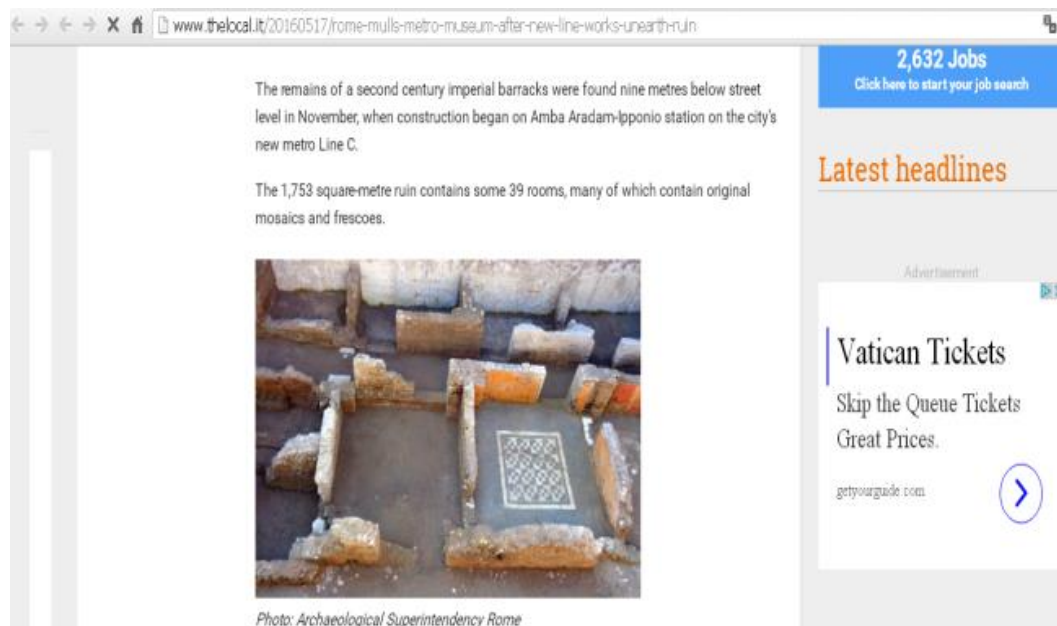 www.thelocal.it/20160517/rome-mulls-metro-museum-after-new-line-works-unearth-ruin
2,632 Jobs
Click here to start your job search
The remains of a second century imperial barracks were found nine metres below street
level in November, when construction began on Amba Aradam-Ipponio station on the city's
new metro Line C.
The 1,753 square-metre ruin contains some 39 rooms, many of which contain original
mosaics and frescoes.
Photo: Archaeological Superintendency Rome
Latest headlines
Advertisement
Vatican Tickets
Skip the Queue Tickets
Great Prices.
getyourguide.com